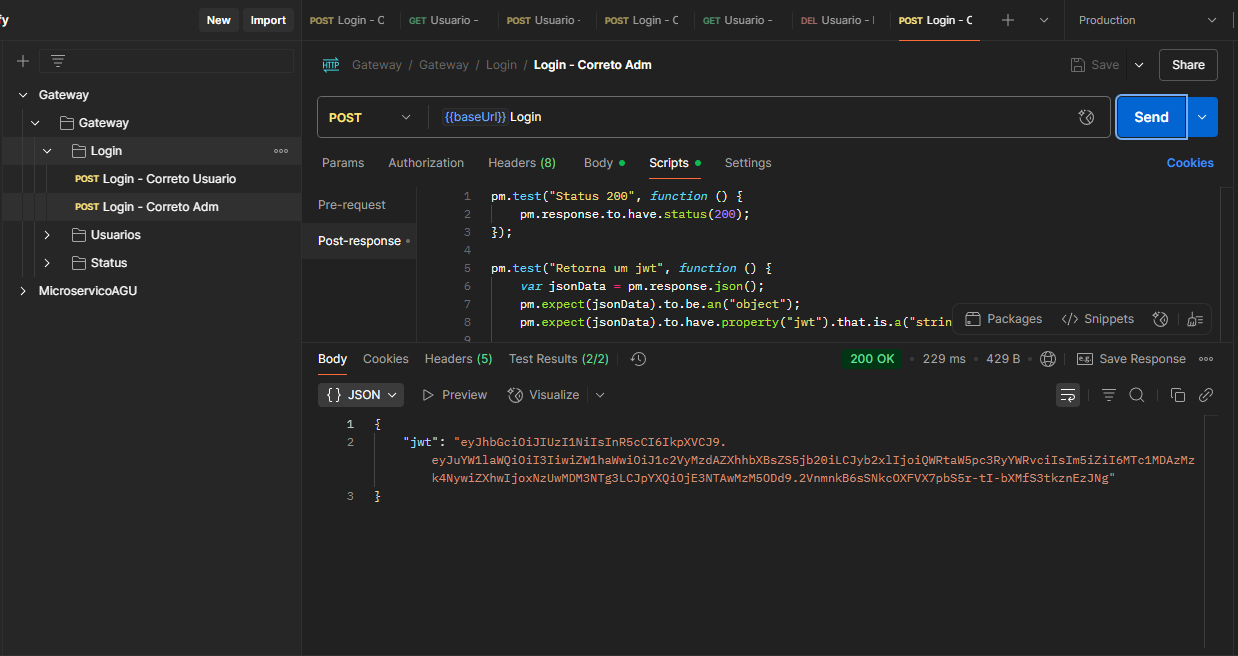 fy
New Import
POST Login - C GET Usuario - POST Usuario - POST Login - C GET Usuario - DEL Usuario - POST Login - C
Production
Gateway / Gateway / Login / Login - Correto Adm
Save Share
Gateway
Gateway
Login
POST Login - Correto Usuario
POST Login - Correto Adm
Usuarios
Status
MicroservicoAGU
POST {{baseUrl}} Login Send
Params Authorization Headers (8) Body Scripts Settings Cookies
Pre-request
Post-response
1 pm.test("Status 200", function () {
2 pm.response.to.have.status(200);
3 });
4
5 pm.test("Retorna um jwt", function () {
6 var jsonData = pm.response.json();
7 pm.expect(jsonData).to.be.an("object");
8 pm.expect(jsonData).to.have.property("jwt").that.is.a("strin
9
Packages Snippets
Body Cookies Headers (5) Test Results (2/2)
200 OK 229 ms 429 B Save Response
{} JSON Preview Visualize
1 {
2 "jwt": "eyJhbGciOiJIUzI1NiIsInR5cCI6IkpXVCJ9.
eyJuYW1laWQiOiI3IiwiZW1haWwiOiJ1c2VyMzdAZXhhbXBsZS5jb20iLCJyb2xlIjoiQWRtaW5pc3RyYWRvciIsIm5iZiI6MTc1MDAzMz
k4NywiZXhwIjoxNzUwMDM3NTg3LCJpYXQiOjE3NTAwMzM5ODd9.2VnmnkB6sSNkcOXFVX7pbS5r-tI-bXMfS3tkznEzJNg"
3 }